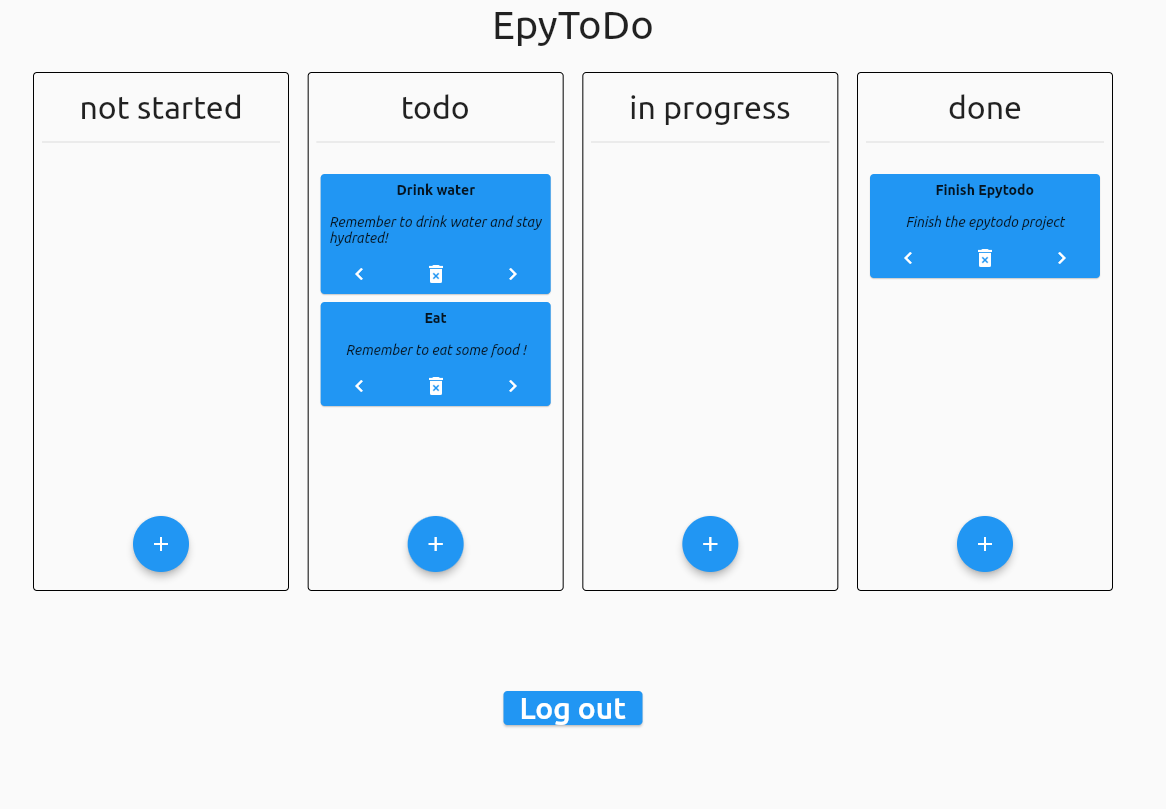 EpyToDo
not started
todo
Drink water
Remember to drink water and stay
hydrated!
Eat
Remember to eat some food !
in progress
done
Finish Epytodo
Finish the epytodo project
Log out